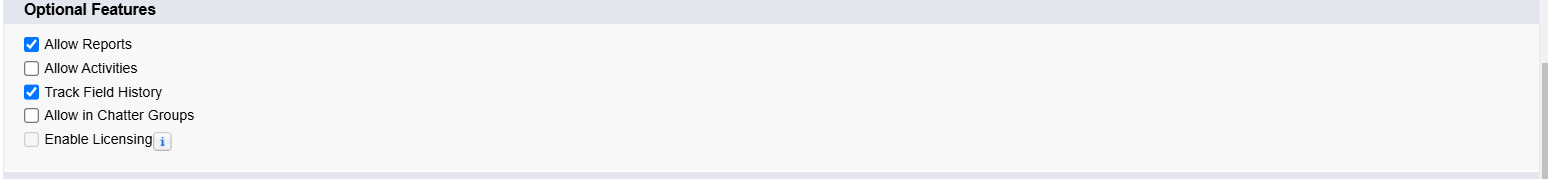 Optional Features
Allow Reports
Allow Activities
Track Field History
Allow in Chatter Groups
Enable Licensing i